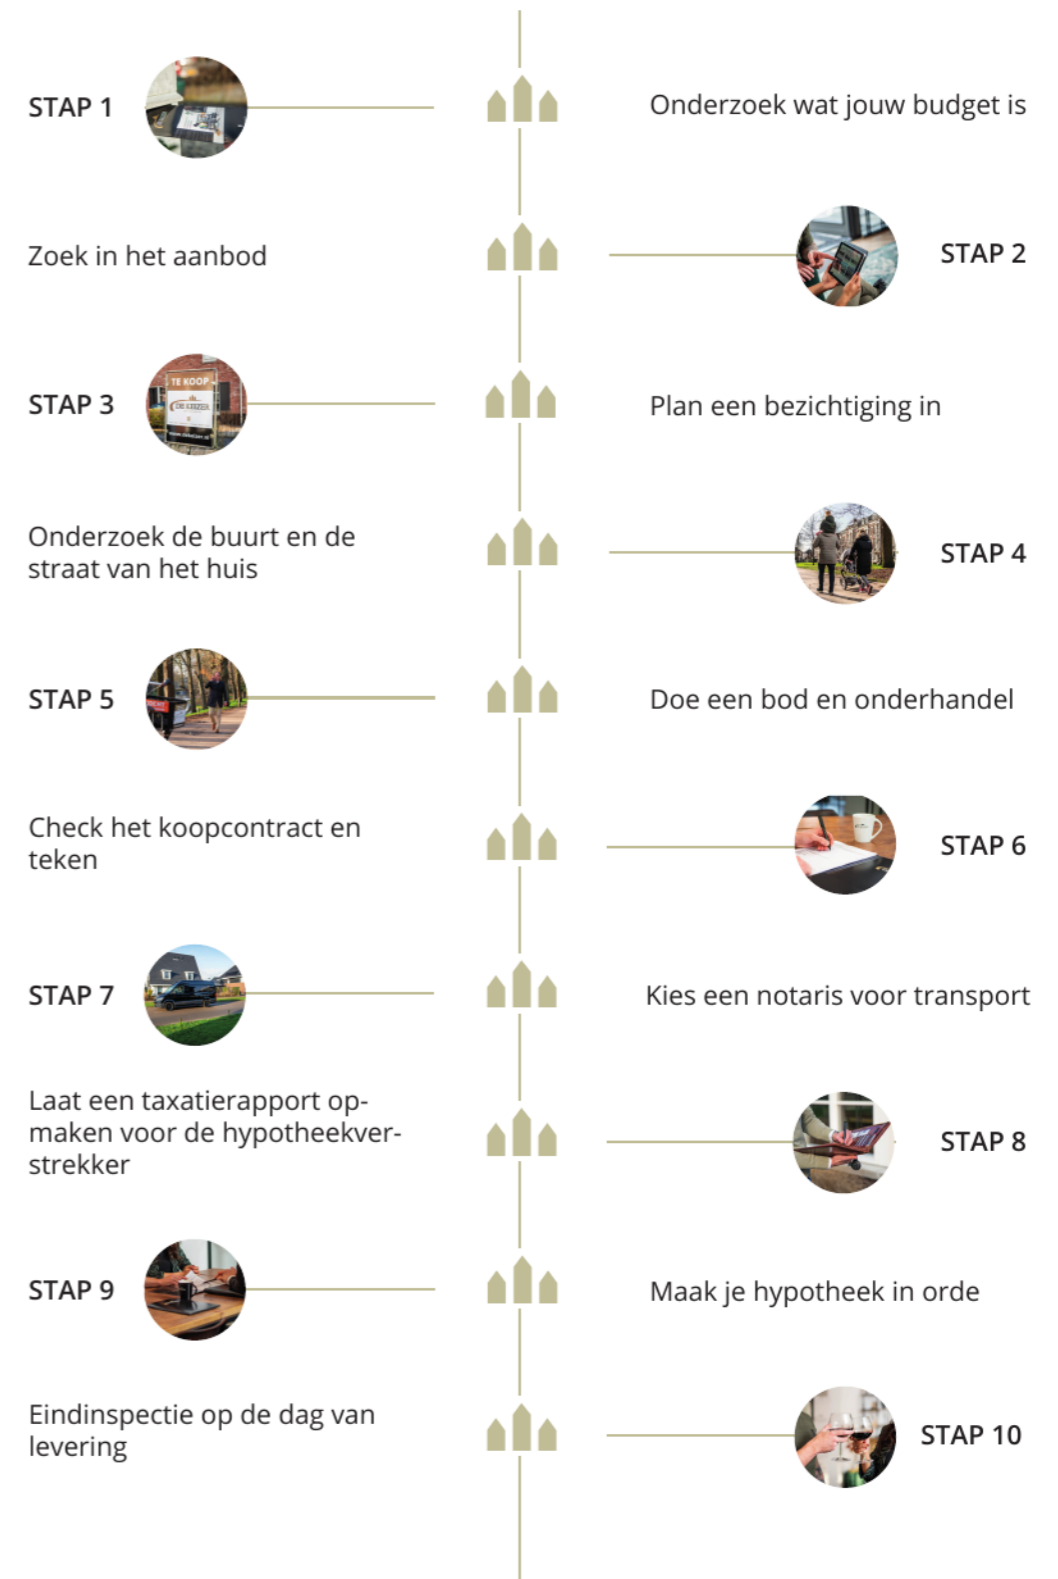 STAP 1
Onderzoek wat jouw budget is
Zoek in het aanbod
STAP 2
STAP 3
TE KOOP
DE KEIZER
Plan een bezichtiging in
Onderzoek de buurt en de
straat van het huis
STAP 4
STAP 5
Doe een bod en onderhandel
Check het koopcontract en
teken
STAP 6
STAP 7
Kies een notaris voor transport
Laat een taxatierapport op-
maken voor de hypotheekver-
strekker
STAP 8
STAP 9
Maak je hypotheek in orde
Eindinspectie op de dag van
levering
STAP 10